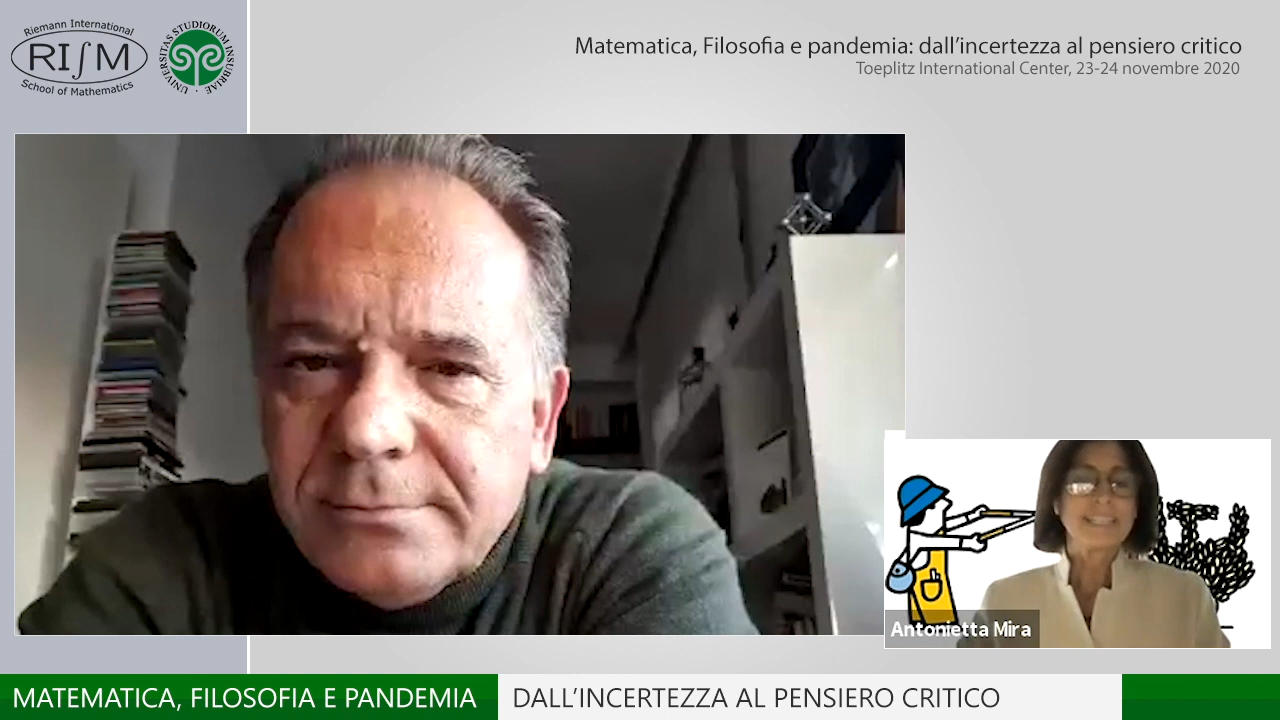 Riemann International
RI∫M
School of Mathematics
UNIVERSITAS STUDIORUM INSUBRIAE
Matematica, Filosofia e pandemia: dall'incertezza al pensiero critico
Toeplitz International Center, 23-24 novembre 2020
Antonietta Mira
MATEMATICA, FILOSOFIA E PANDEMIA
DALL'INCERTEZZA AL PENSIERO CRITICO